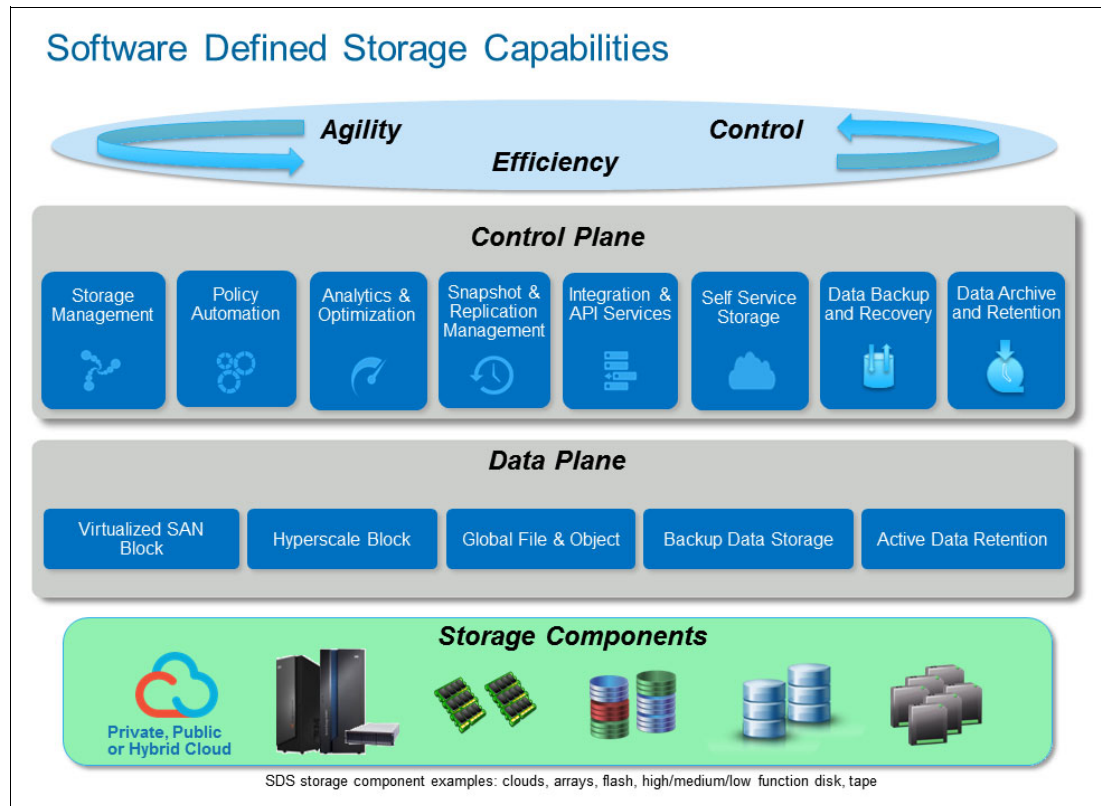 Software Defined Storage Capabilities
Agility
Control
Efficiency
Control Plane
Storage
Management
Policy
Automation
Analytics &
Optimization
Snapshot &
Replication
Management
Integration &
API Services
Self Service
Storage
Data Backup
and Recovery
Data Archive
and Retention
Data Plane
Virtualized SAN
Block
Hyperscale Block
Global File & Object
Backup Data Storage
Active Data Retention
Storage Components
Private, Public
or Hybrid Cloud
SDS storage component examples: clouds, arrays, flash, high/medium/low function disk, tape